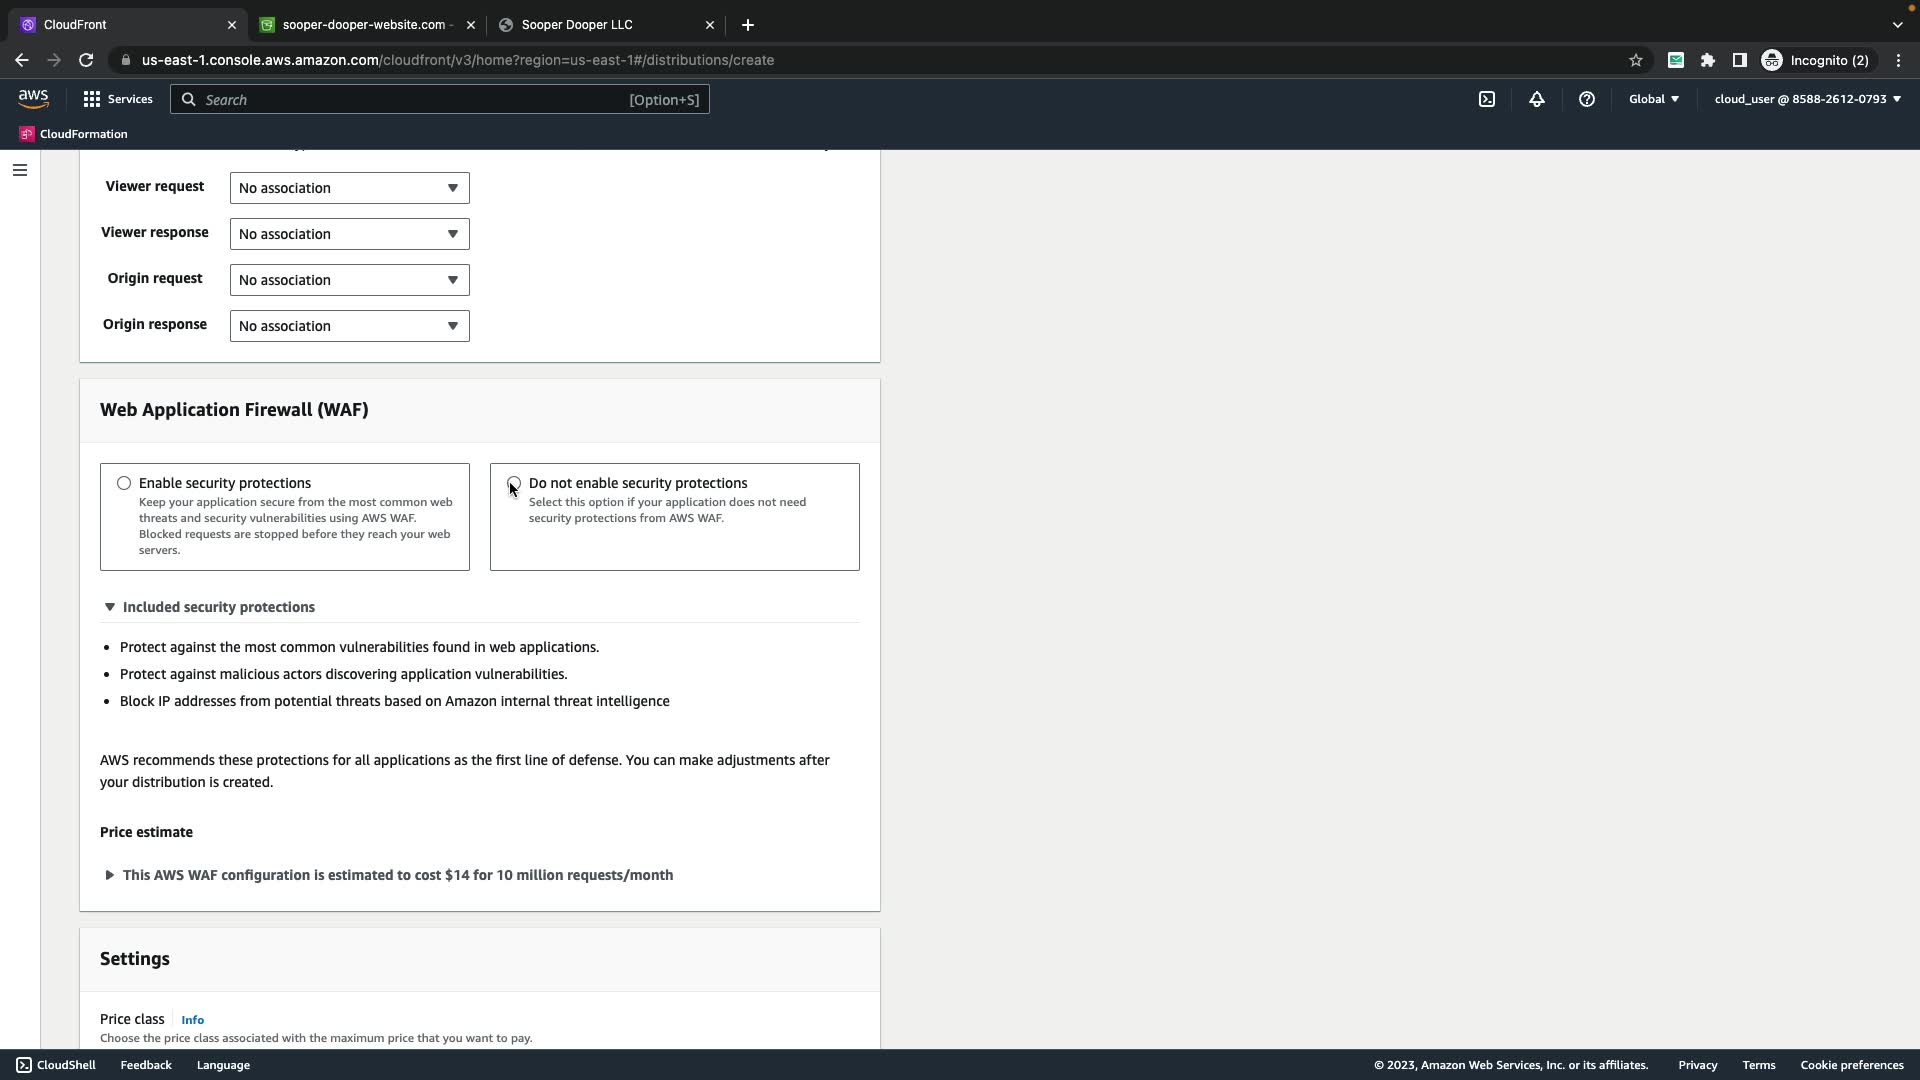 CloudFront
sooper-dooper-website.com -
Sooper Dooper LLC
us-east-1.console.aws.amazon.com/cloudfront/v3/home?region=us-east-1#/distributions/create
Incognito (2)
aws
Services
Search
[Option+S]
Global
cloud_user @ 8588-2612-0793
CloudFormation
Viewer request
No association
Viewer response
No association
Origin request
No association
Origin response
No association
Web Application Firewall (WAF)
Enable security protections
Keep your application secure from the most common web
threats and security vulnerabilities using AWS WAF.
Blocked requests are stopped before they reach your web
servers.
Do not enable security protections
Select this option if your application does not need
security protections from AWS WAF.
Included security protections
• Protect against the most common vulnerabilities found in web applications.
• Protect against malicious actors discovering application vulnerabilities.
• Block IP addresses from potential threats based on Amazon internal threat intelligence
AWS recommends these protections for all applications as the first line of defense. You can make adjustments after
your distribution is created.
Price estimate
This AWS WAF configuration is estimated to cost $14 for 10 million requests/month
Settings
Price class
Info
Choose the price class associated with the maximum price that you want to pay.
CloudShell
Feedback
Language
© 2023, Amazon Web Services, Inc. or its affiliates.
Privacy
Terms
Cookie preferences